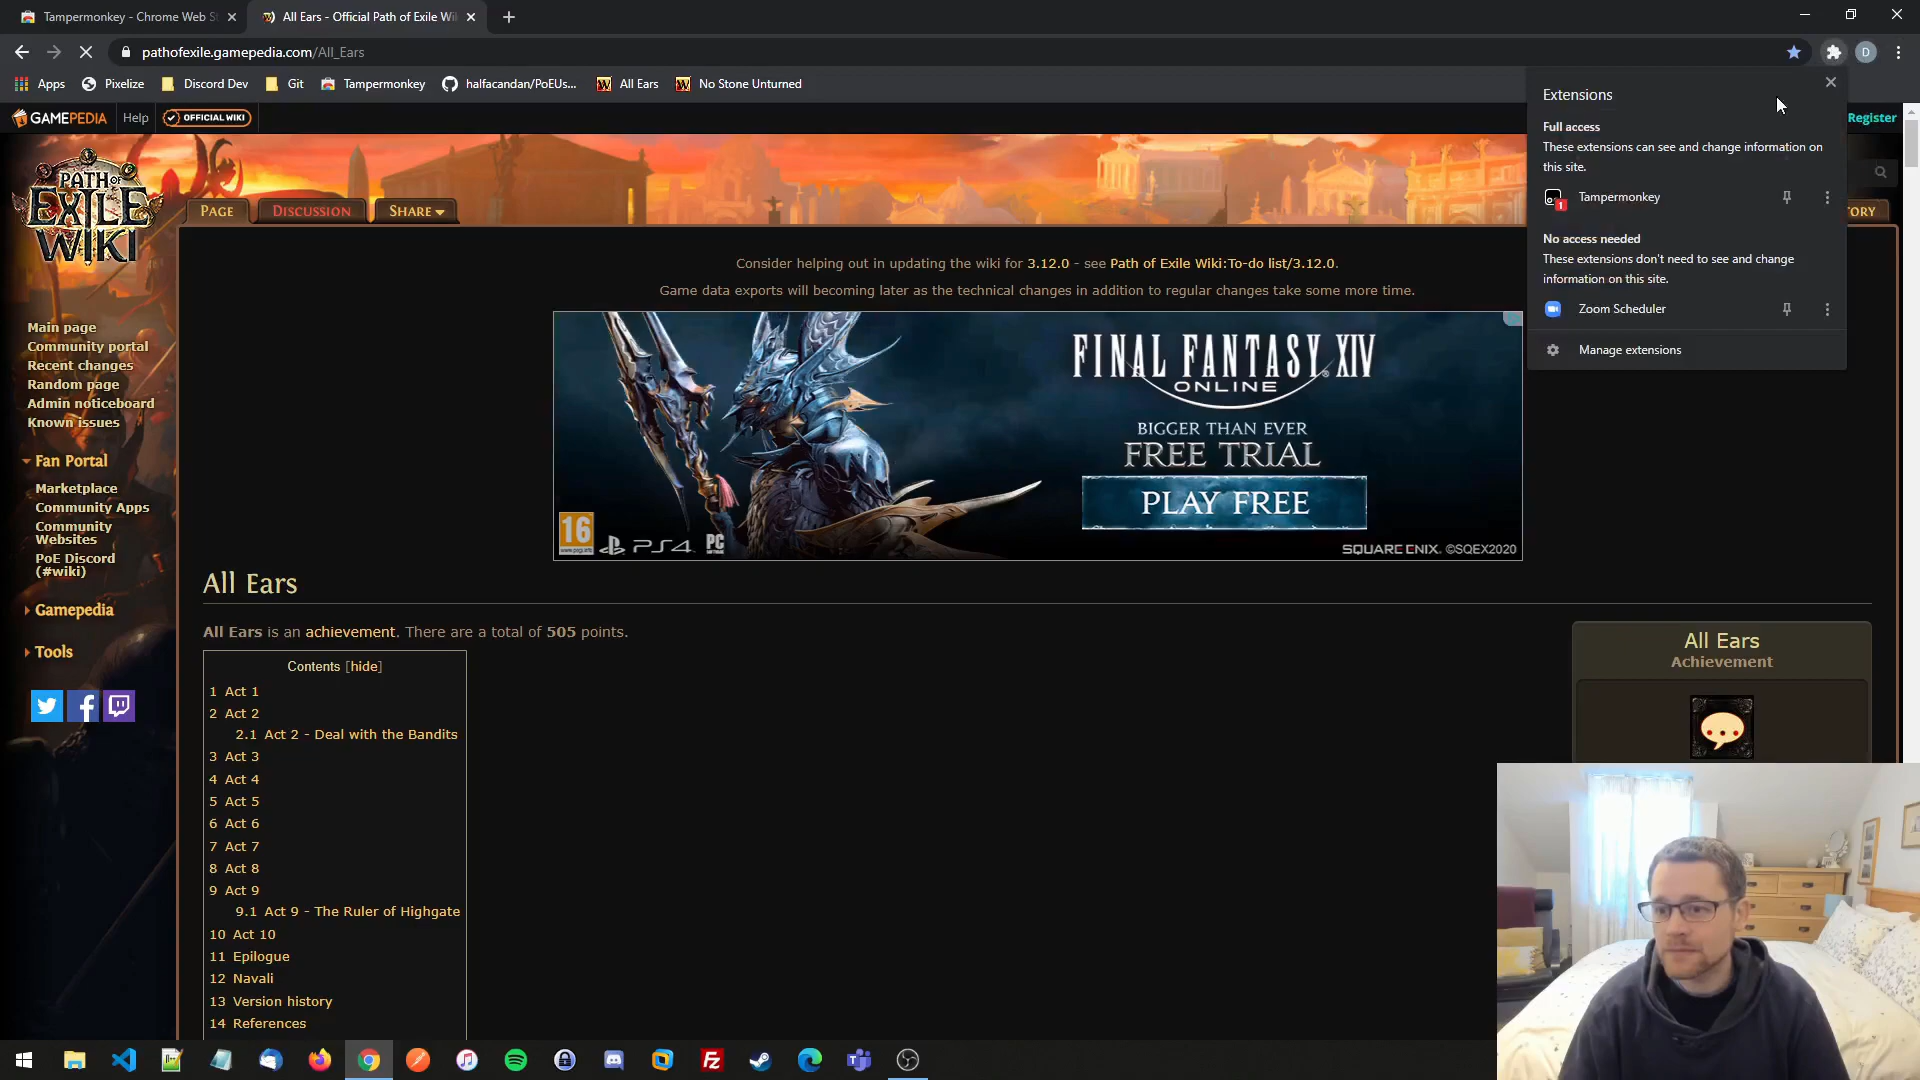 Tampermonkey - Chrome Web S
All Ears - Official Path of Exile Wi
pathofexile.gamepedia.com/All_Ears
D
Apps
Pixelize
Discord Dev
Git
Tampermonkey
halfacandan/PoEUs...
All Ears
No Stone Unturned
GAMEPEDIA
Help
OFFICIAL WIKI
Register
Extensions
Full access
These extensions can see and change information on
this site.
Tampermonkey
1
No access needed
These extensions don't need to see and change
information on this site.
Zoom Scheduler
Manage extensions
PATH OF
EXILE
WIKI
PAGE
DISCUSSION
SHARE
ORY
Consider helping out in updating the wiki for 3.12.0 - see Path of Exile Wiki:To-do list/3.12.0.
Game data exports will becoming later as the technical changes in addition to regular changes take some more time.
Main page
Community portal
Recent changes
Random page
Admin noticeboard
Known issues
Fan Portal
Marketplace
Community Apps
Community
Websites
PoE Discord
(#wiki)
Gamepedia
Tools
FINAL FANTASY XIV
ONLINE
BIGGER THAN EVER
FREE TRIAL
PLAY FREE
16
PS4
PC
SQUARE ENIX. ©SQEX2020
All Ears
All Ears is an achievement. There are a total of 505 points.
Contents [hide]
1 Act 1
2 Act 2
2.1 Act 2 - Deal with the Bandits
3 Act 3
4 Act 4
5 Act 5
6 Act 6
7 Act 7
8 Act 8
9 Act 9
9.1 Act 9 - The Ruler of Highgate
10 Act 10
11 Epilogue
12 Navali
13 Version history
14 References
All Ears
Achievement